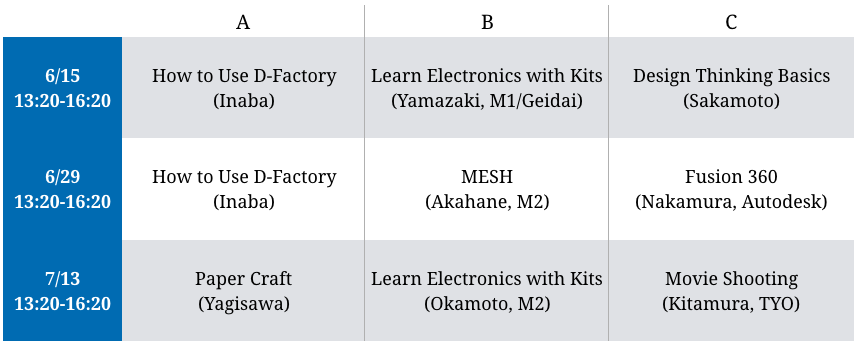 A B C
6/15
13:20-16:20
How to Use D-Factory
(Inaba)
Learn Electronics with Kits
(Yamazaki, M1/Geidai)
Design Thinking Basics
(Sakamoto)
6/29
13:20-16:20
How to Use D-Factory
(Inaba)
MESH
(Akahane, M2)
Fusion 360
(Nakamura, Autodesk)
7/13
13:20-16:20
Paper Craft
(Yagisawa)
Learn Electronics with Kits
(Okamoto, M2)
Movie Shooting
(Kitamura, TYO)